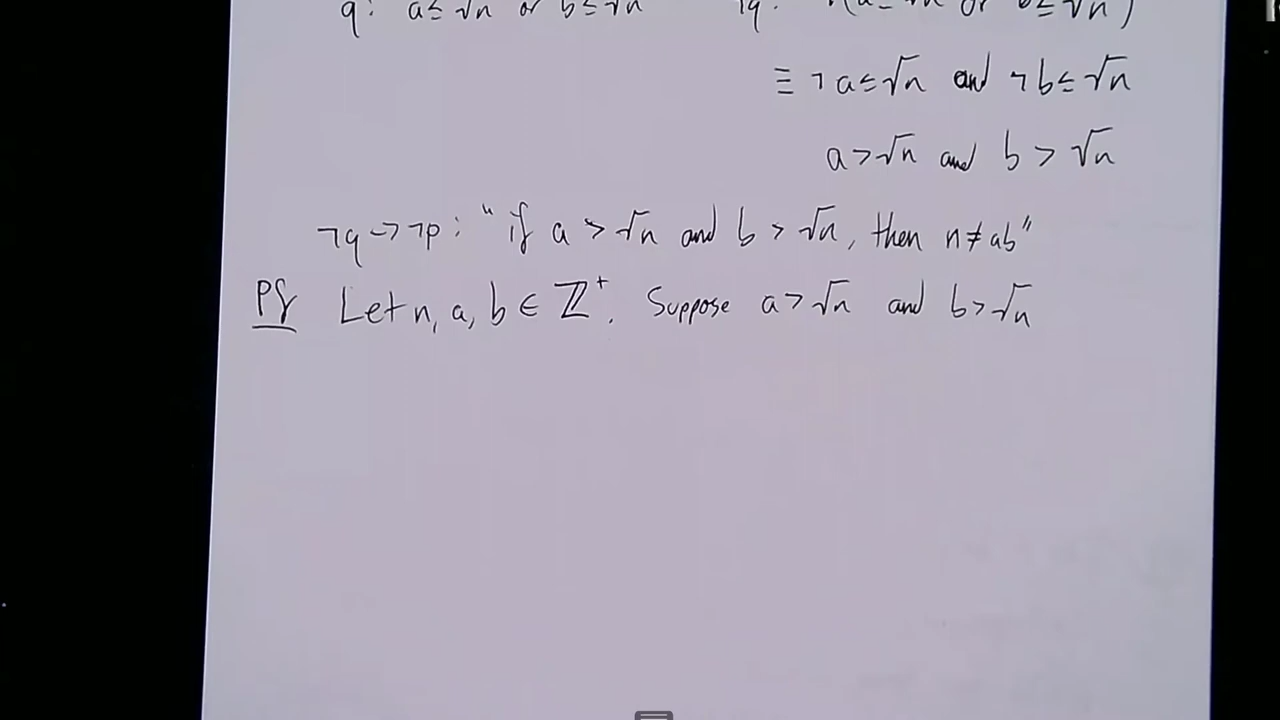 q: a≤√n or b≤√n ¬q: ¬(a≤√n or b≤√n)
≡ ¬ a≤√n and ¬ b≤√n
a>√n and b > √n
¬q → ¬p : "if a > √n and b > √n, then n≠ab"
Pf Let n, a, b ∈ ℤ⁺. Suppose a>√n and b>√n